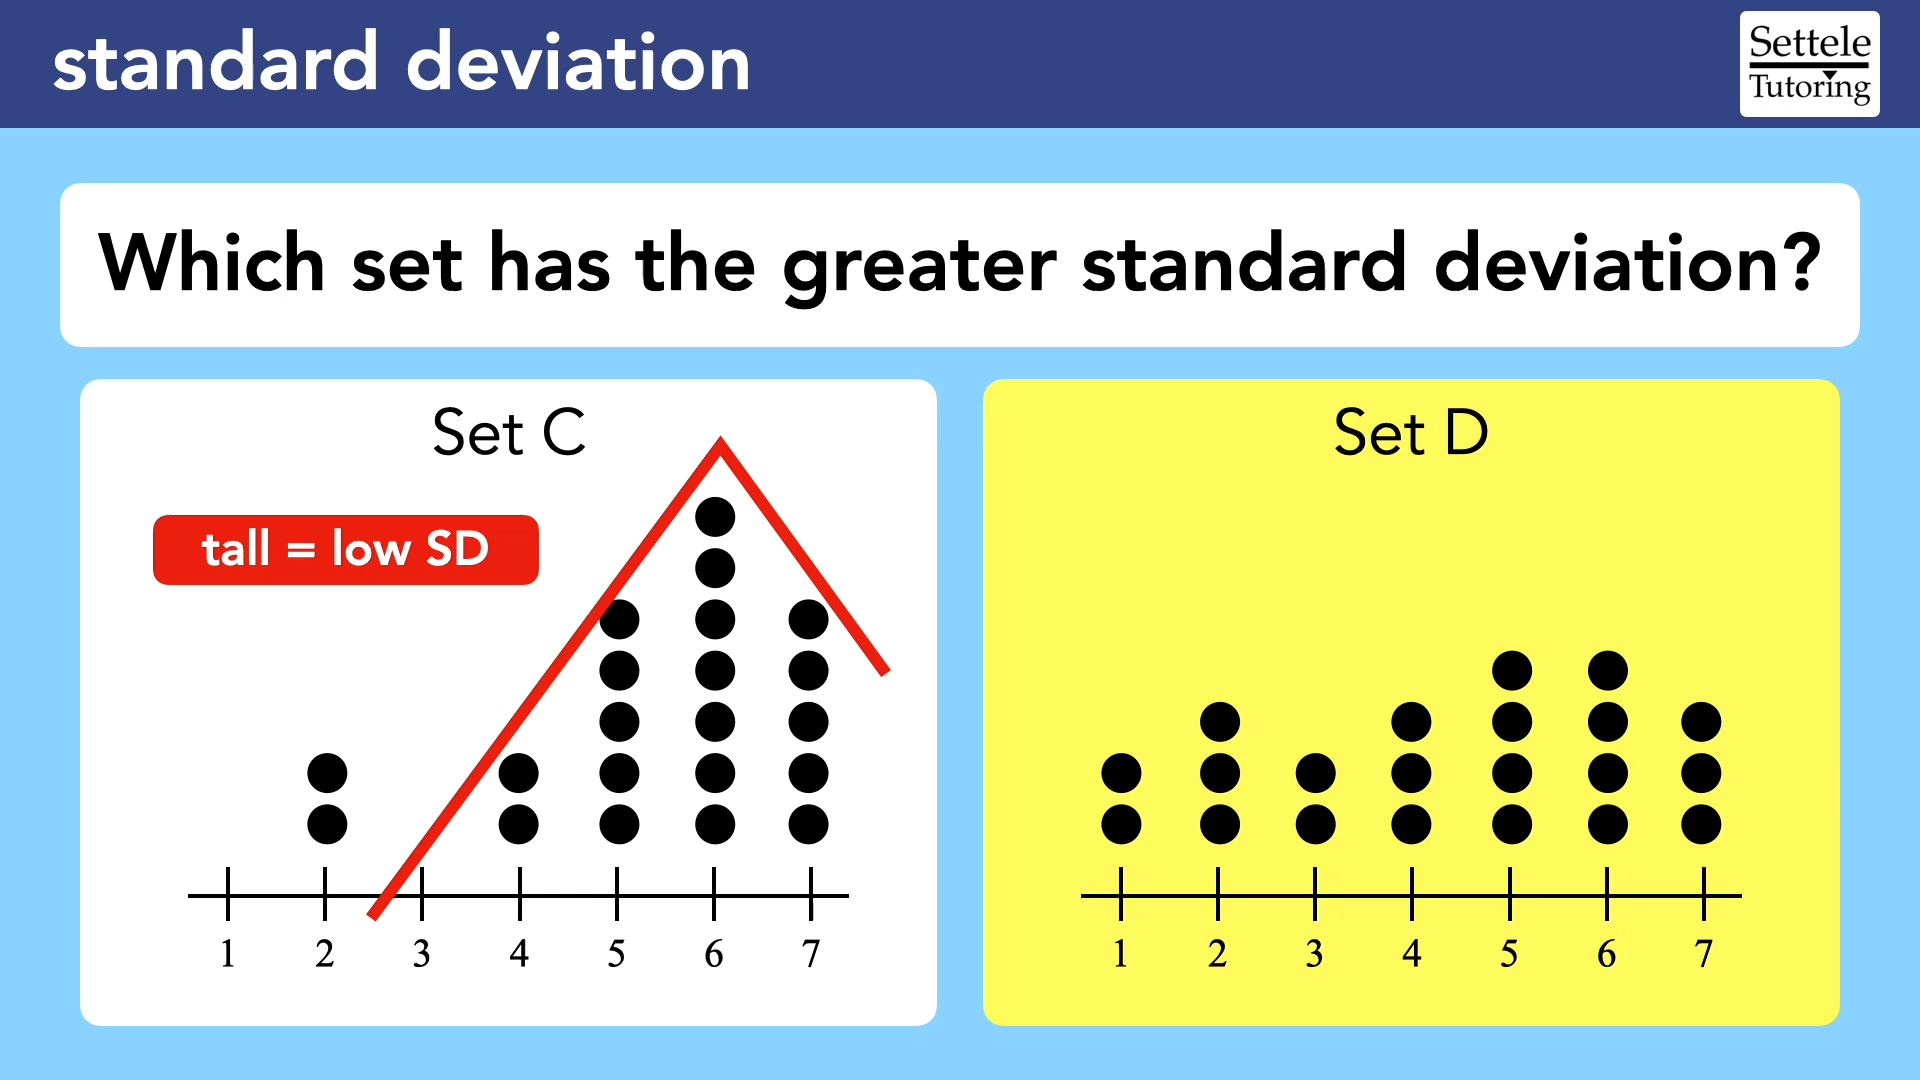 standard deviation
Settele
Tutoring
Which set has the greater standard deviation?
Set C
tall = low SD
1 2 3 4 5 6 7
Set D
1 2 3 4 5 6 7